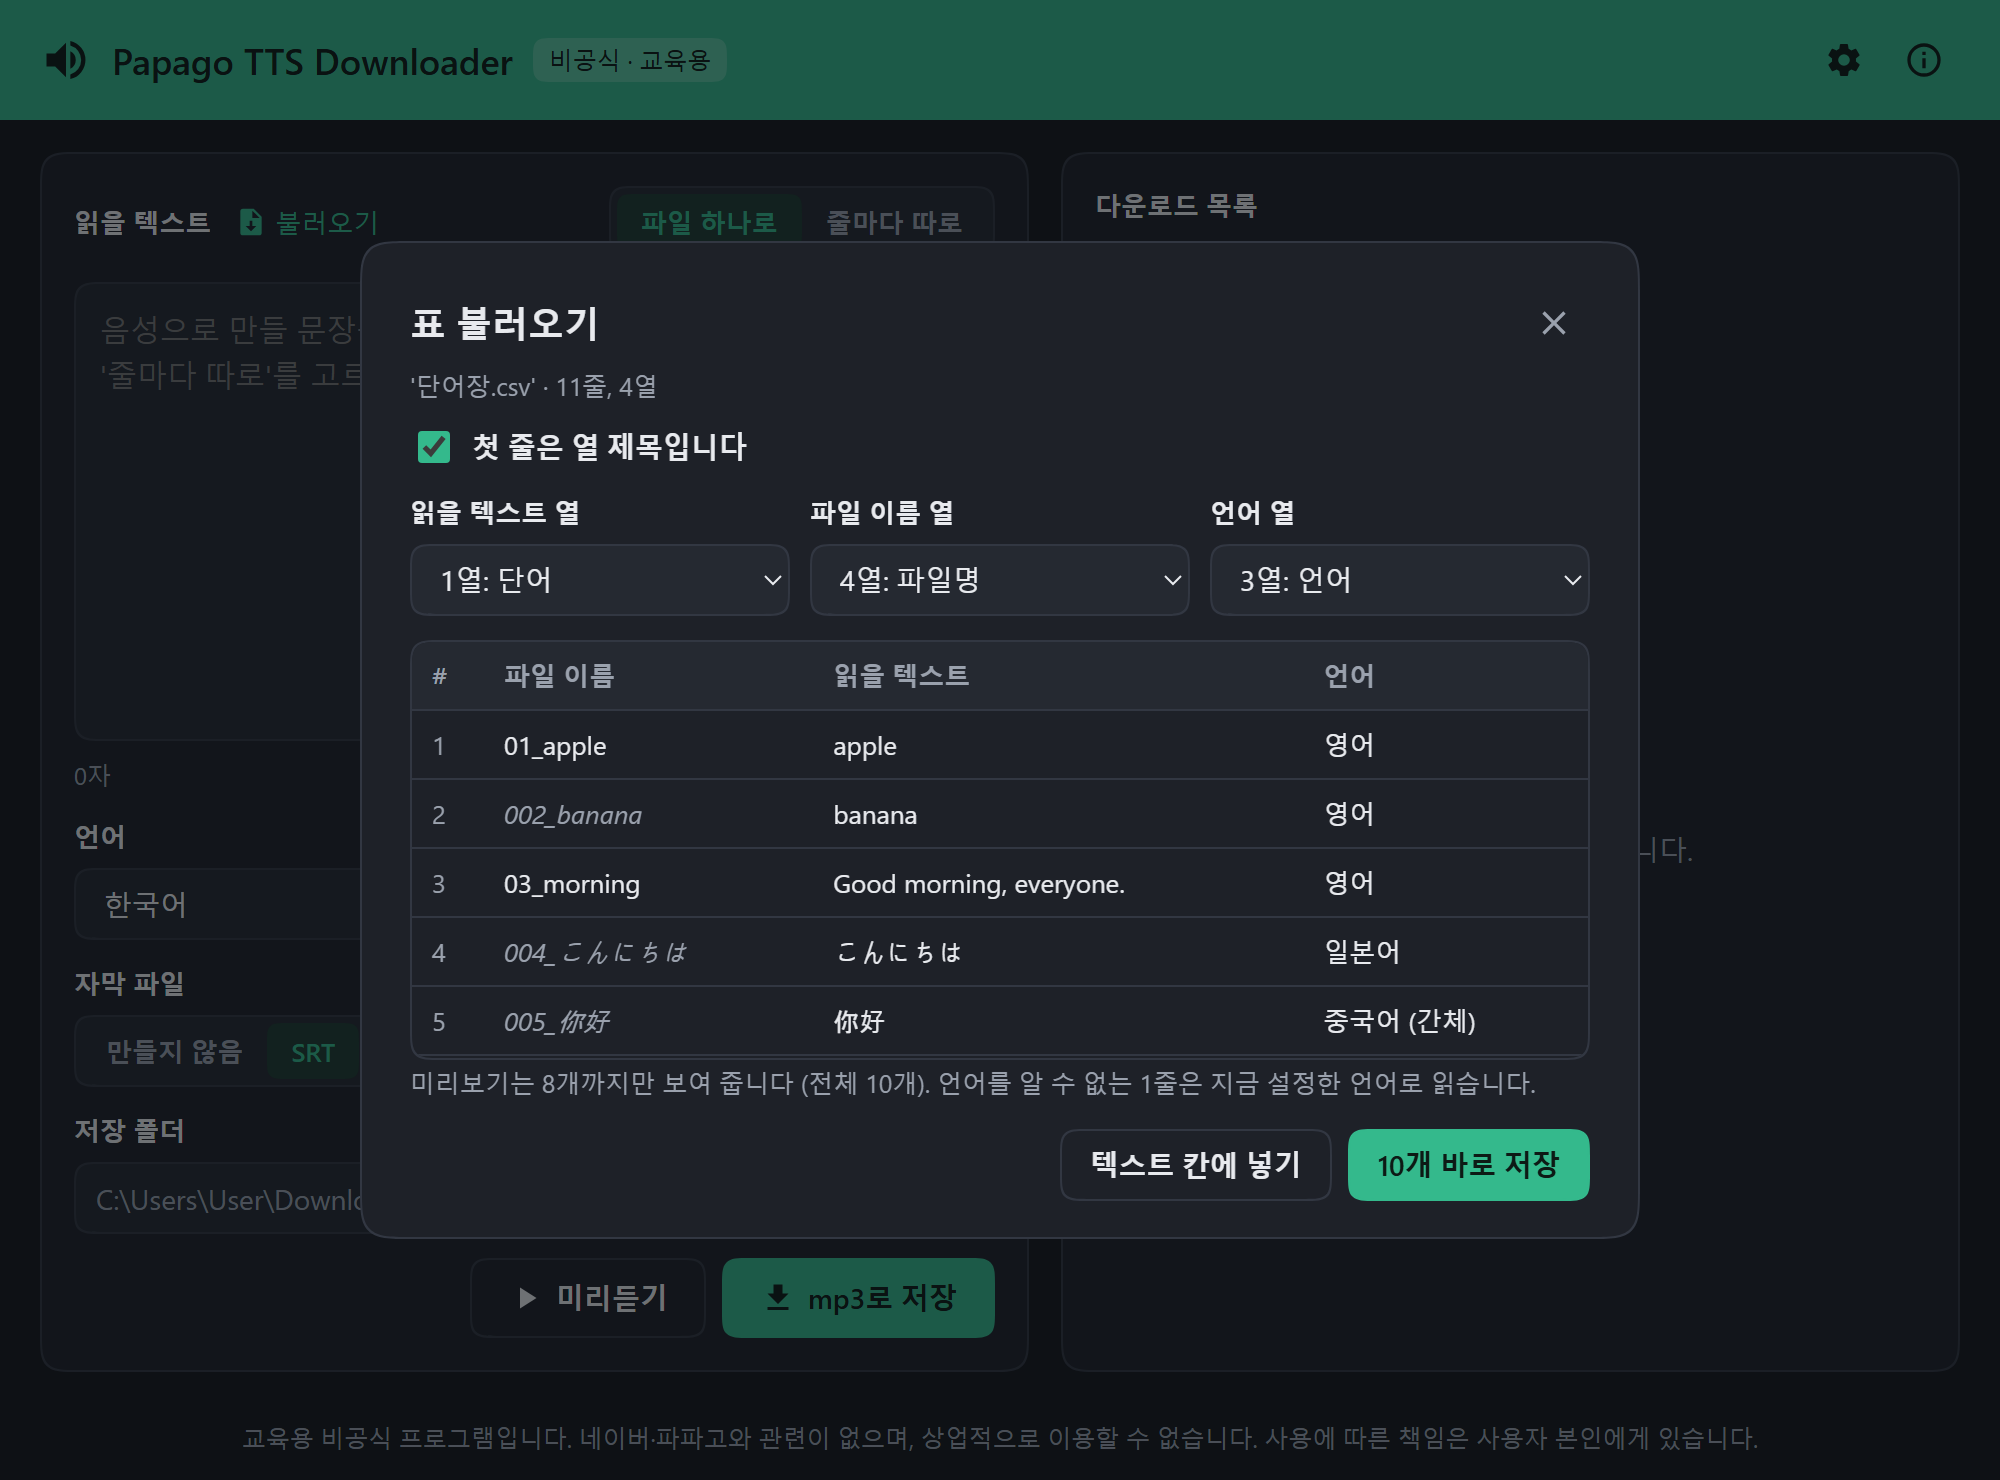 Papago TTS Downloader 비공식 · 교육용
읽을 텍스트 불러오기 파일 하나로 줄마다 따로
다운로드 목록
음성으로 만들 문장
'줄마다 따로'를
0자
언어
한국어
자막 파일
만들지 않음 SRT
저장 폴더
C:\Users\User\Downlo
미리듣기 mp3로 저장
니다.
표 불러오기
'단어장.csv' · 11줄, 4열
첫 줄은 열 제목입니다
읽을 텍스트 열 파일 이름 열 언어 열
1열: 단어 4열: 파일명 3열: 언어
# 파일 이름 읽을 텍스트 언어
1 01_apple apple 영어
2 002_banana banana 영어
3 03_morning Good morning, everyone. 영어
4 004_こんにちは こんにちは 일본어
5 005_你好 你好 중국어 (간체)
미리보기는 8개까지만 보여 줍니다 (전체 10개). 언어를 알 수 없는 1줄은 지금 설정한 언어로 읽습니다.
텍스트 칸에 넣기 10개 바로 저장
교육용 비공식 프로그램입니다. 네이버·파파고와 관련이 없으며, 상업적으로 이용할 수 없습니다. 사용에 따른 책임은 사용자 본인에게 있습니다.